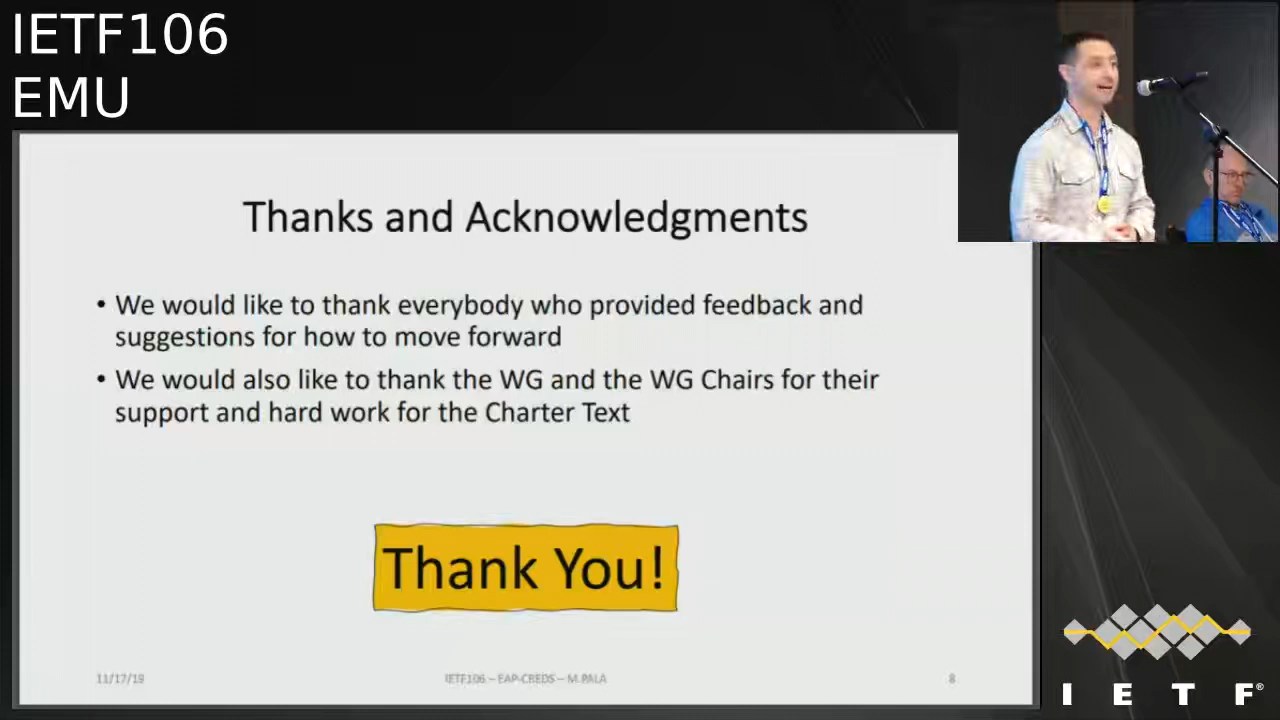 IETF106
EMU
Thanks and Acknowledgments
• We would like to thank everybody who provided feedback and
suggestions for how to move forward
• We would also like to thank the WG and the WG Chairs for their
support and hard work for the Charter Text
Thank You!
11/17/19
IETF106 – EAP-CREDS – M.PALA
8
I E T F®